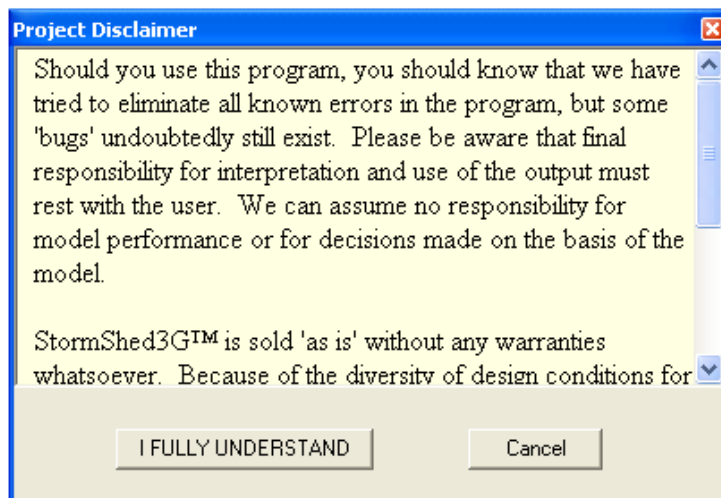 Project Disclaimer
Should you use this program, you should know that we have
tried to eliminate all known errors in the program, but some
'bugs' undoubtedly still exist.  Please be aware that final
responsibility for interpretation and use of the output must
rest with the user.  We can assume no responsibility for
model performance or for decisions made on the basis of the
model.
StormShed3G™ is sold 'as is' without any warranties
whatsoever.  Because of the diversity of design conditions for
I FULLY UNDERSTAND
Cancel